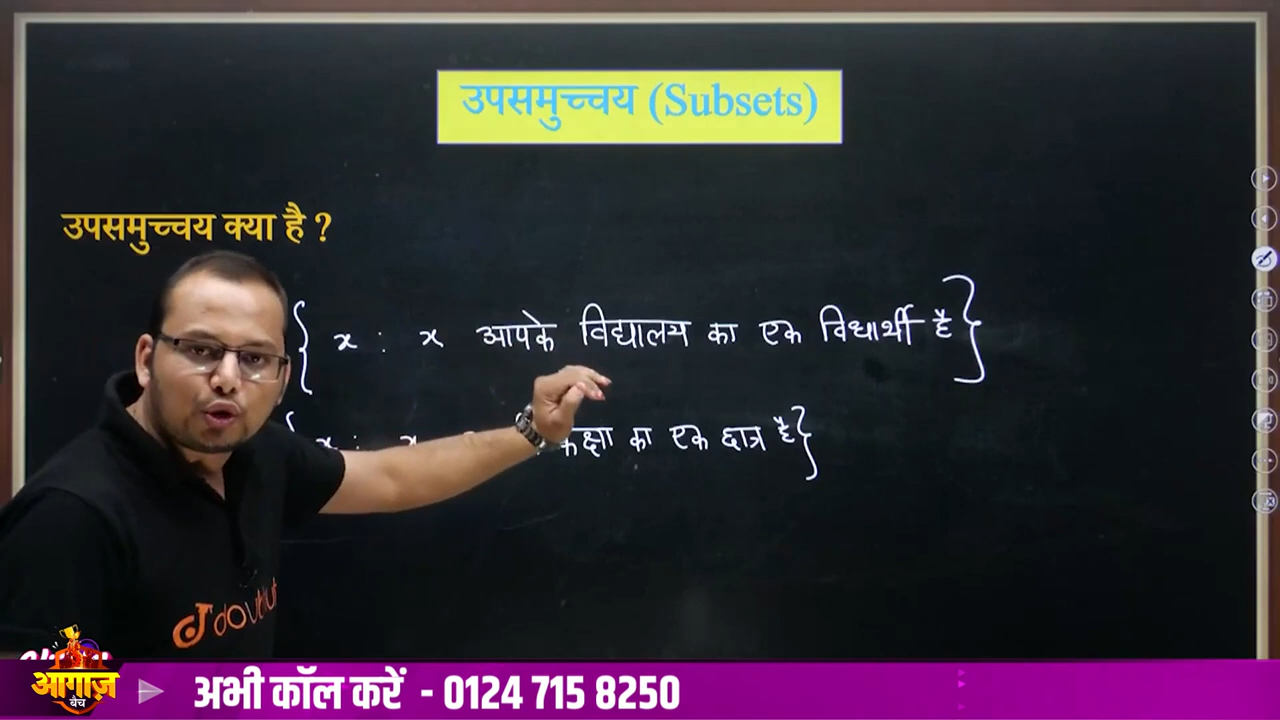 उपसमुच्चय (Subsets)
उपसमुच्चय क्या है ?
{ x : x आपके विद्यालय का एक विद्यार्थी है }
{ x : x कक्षा का एक छात्र है }
doubtnut
आगाज़
बैच
अभी कॉल करें - 0124 715 8250